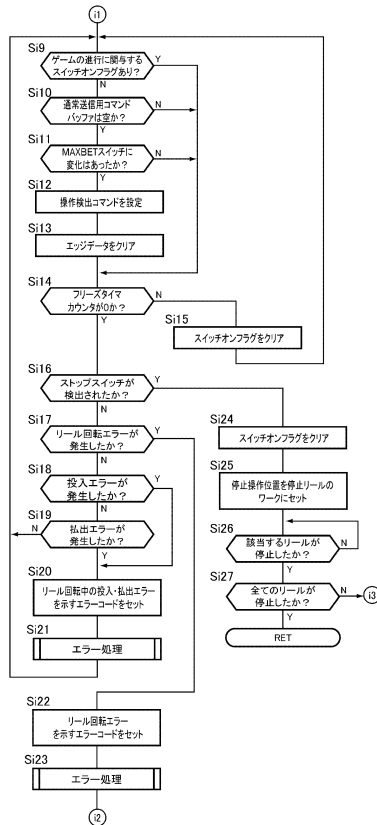 i1
Si9
ゲームの進行に関与する
スイッチオンフラグあり？
Y
N
Si10
通常送信用コマンド
バッファは空か？
N
Y
Si11
MAXBETスイッチに
変化はあったか？
N
Y
Si12
操作検出コマンドを設定
Si13
エッジデータをクリア
Si14
フリーズタイマ
カウンタが0か？
N
Y
Si15
スイッチオンフラグをクリア
Si16
ストップスイッチが
検出されたか？
Y
N
Si17
リール回転エラーが
発生したか？
Y
N
Si18
投入エラーが
発生したか？
Y
N
Si19
払出エラーが
発生したか？
N
Y
Si20
リール回転中の投入・払出エラー
を示すエラーコードをセット
Si21
エラー処理
Si22
リール回転エラー
を示すエラーコードをセット
Si23
エラー処理
i2
Si24
スイッチオンフラグをクリア
Si25
停止操作位置を停止リールの
ワークにセット
Si26
該当するリールが
停止したか？
N
Y
Si27
全てのリールが
停止したか？
N
i3
Y
RET